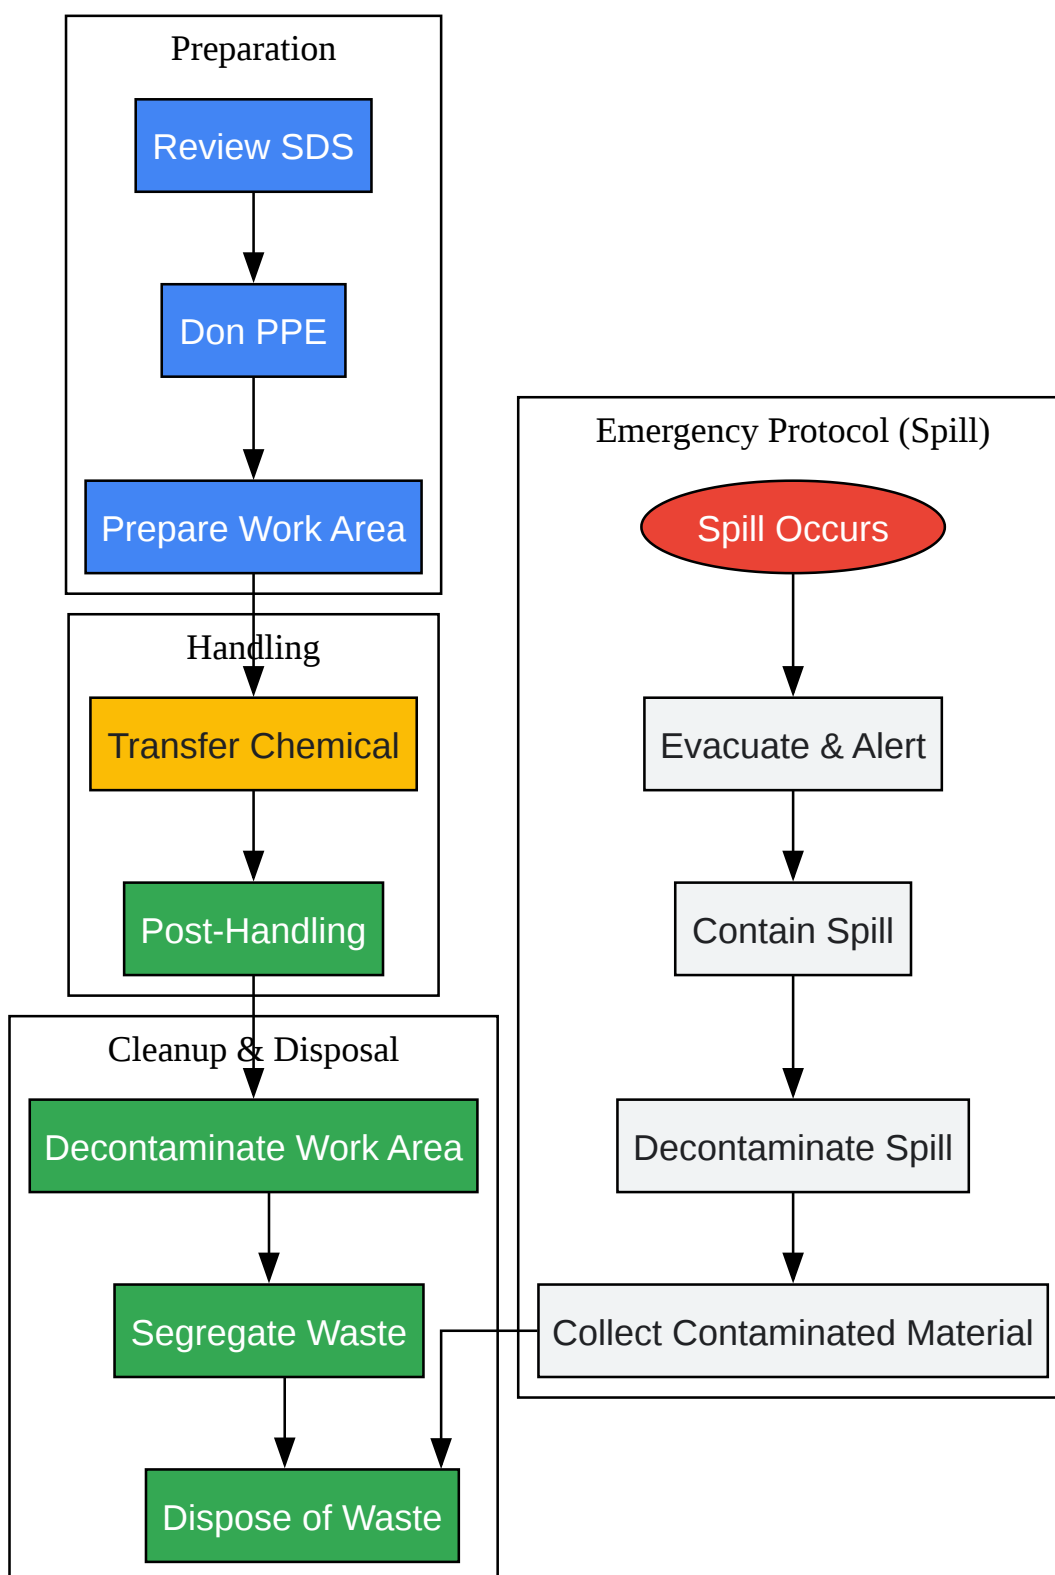 Preparation
Review SDS
Don PPE
Prepare Work Area
Handling
Transfer Chemical
Post-Handling
Cleanup & Disposal
Decontaminate Work Area
Segregate Waste
Dispose of Waste
Emergency Protocol (Spill)
Spill Occurs
Evacuate & Alert
Contain Spill
Decontaminate Spill
Collect Contaminated Material